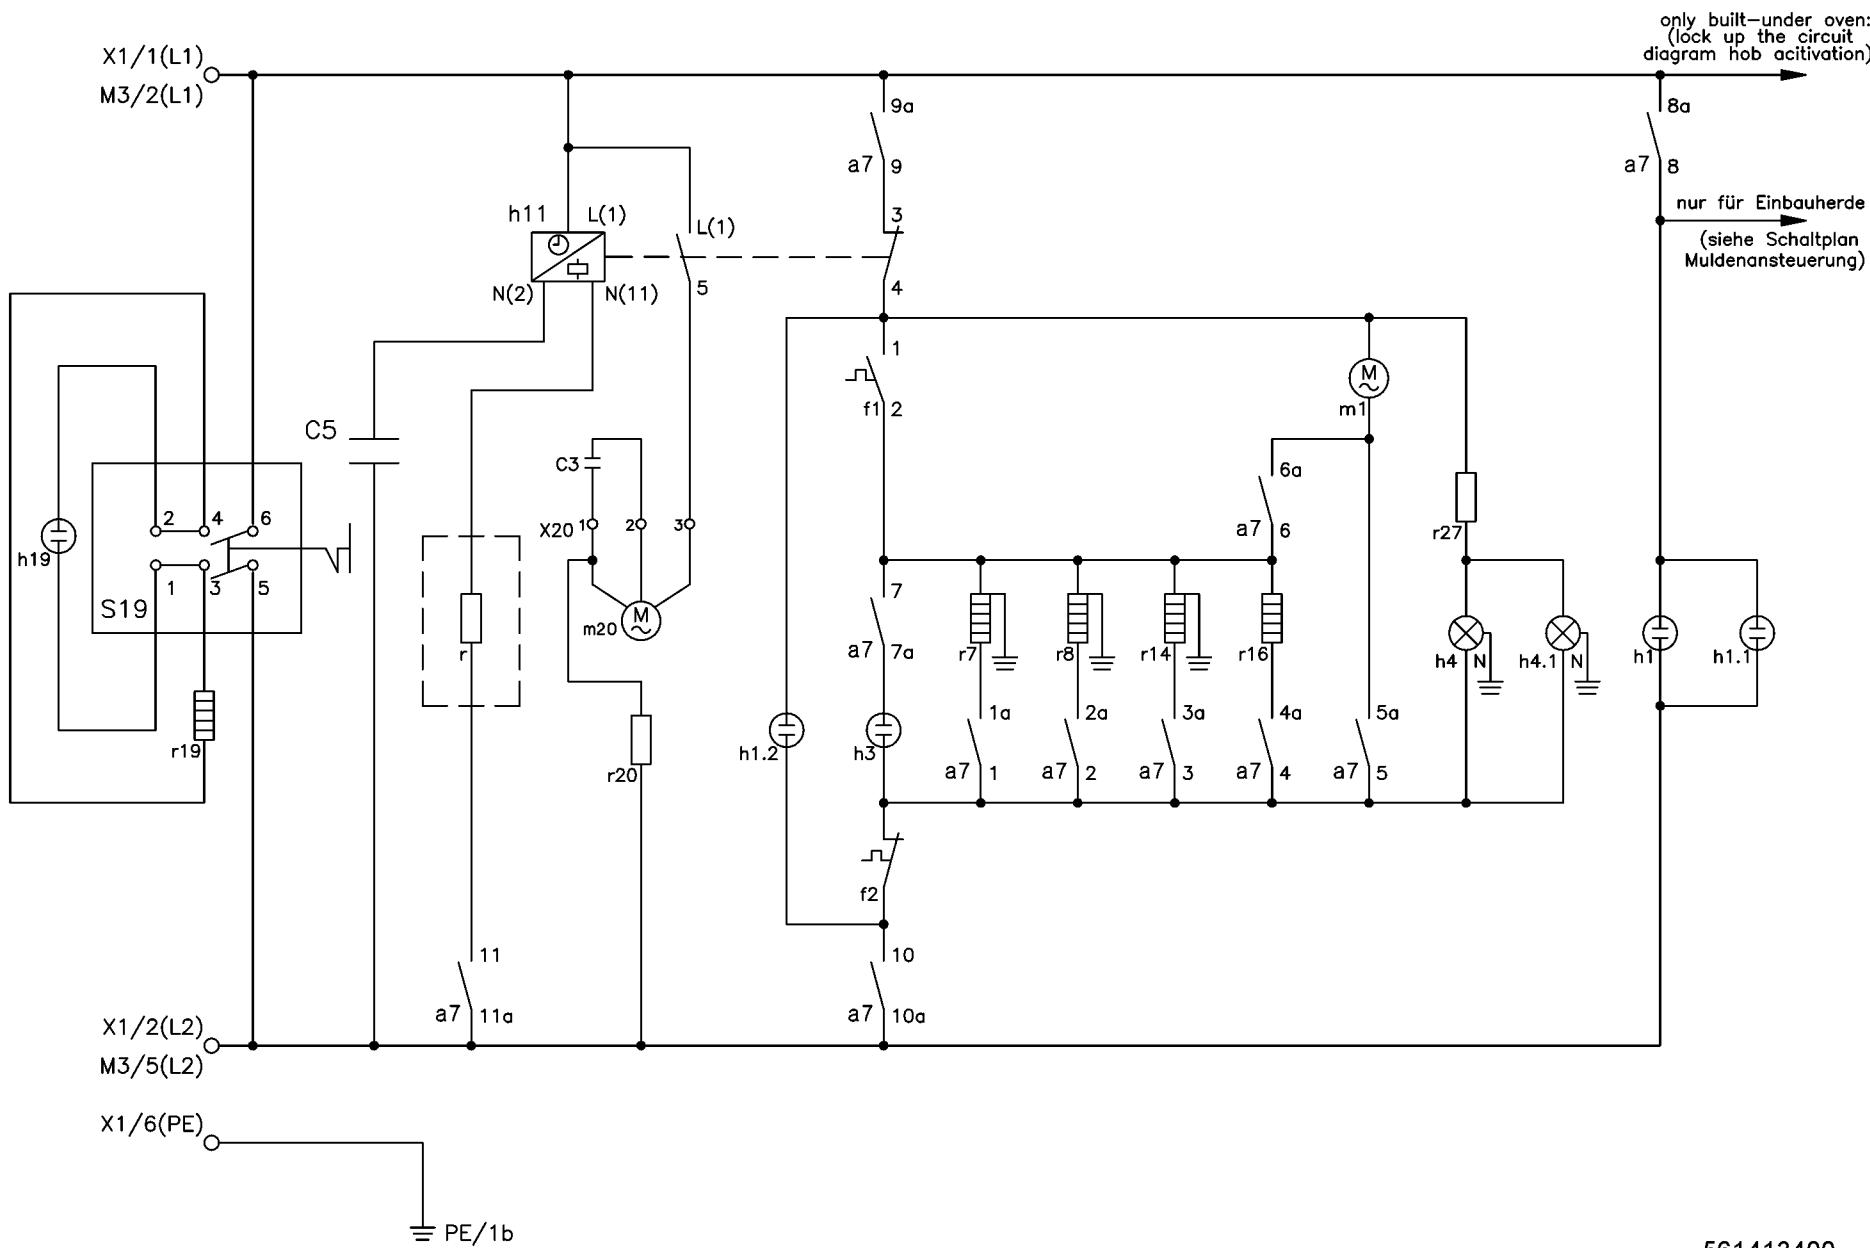 only built-under oven:
(lock up the circuit
diagram hob acitivation)
X1/1(L1)
M3/2(L1)
9a
a7 9
8a
a7 8
nur für Einbauherde
(siehe Schaltplan
Muldenansteuerung)
h11 L(1)
L(1)
3
N(2) N(11) 5
4
1
f1 2
M
m1
C5
C3
6a
a7 6
r27
X20 1 2 3
2 4 6
h19
1 3 5
S19
M
m20
r
7
a7 7a
r7 r8 r14 r16
h4 N h4.1 N
h1 h1.1
r19
r20
h1.2 h3
1a 2a 3a 4a 5a
a7 1 a7 2 a7 3 a7 4 a7 5
f2
11
a7 11a
10
a7 10a
X1/2(L2)
M3/5(L2)
X1/6(PE)
PE/1b